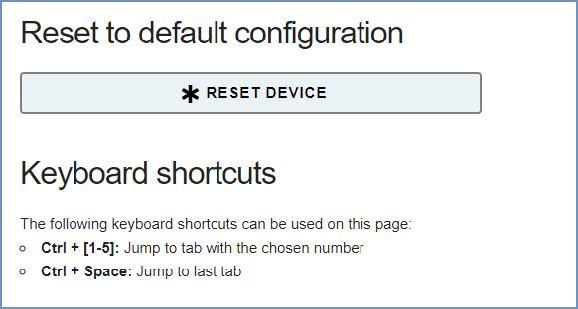 Reset to default configuration
RESET DEVICE
Keyboard shortcuts
The following keyboard shortcuts can be used on this page:
Ctrl + [1-5]: Jump to tab with the chosen number
Ctrl + Space: Jump to last tab